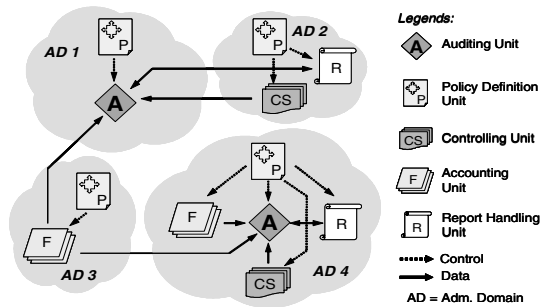 AD 1
P
A
AD 2
P
R
CS
P
F
AD 3
P
F
A
R
CS
AD 4
Legends:
A
Auditing Unit
P
Policy Definition
Unit
CS
Controlling Unit
F
Accounting
Unit
R
Report Handling
Unit
Control
Data
AD = Adm. Domain